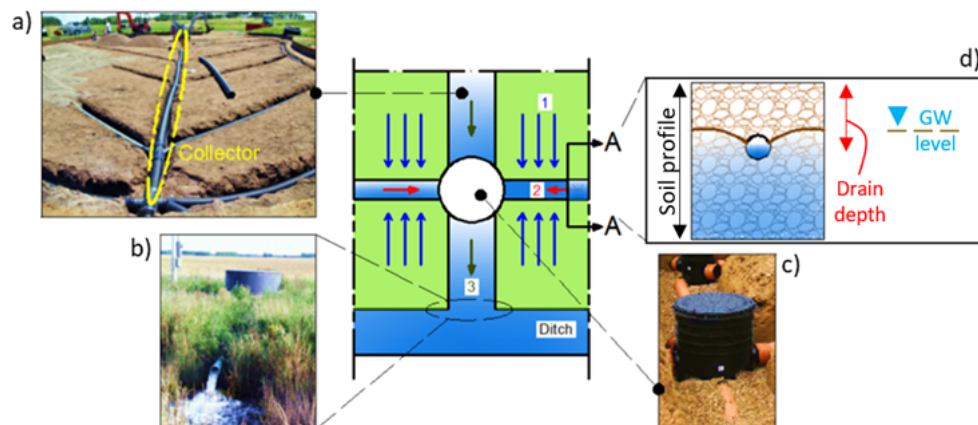 a)
Collector
b)
1
2
3
Ditch
A
A
c)
d)
Soil profile
GW
level
Drain
depth